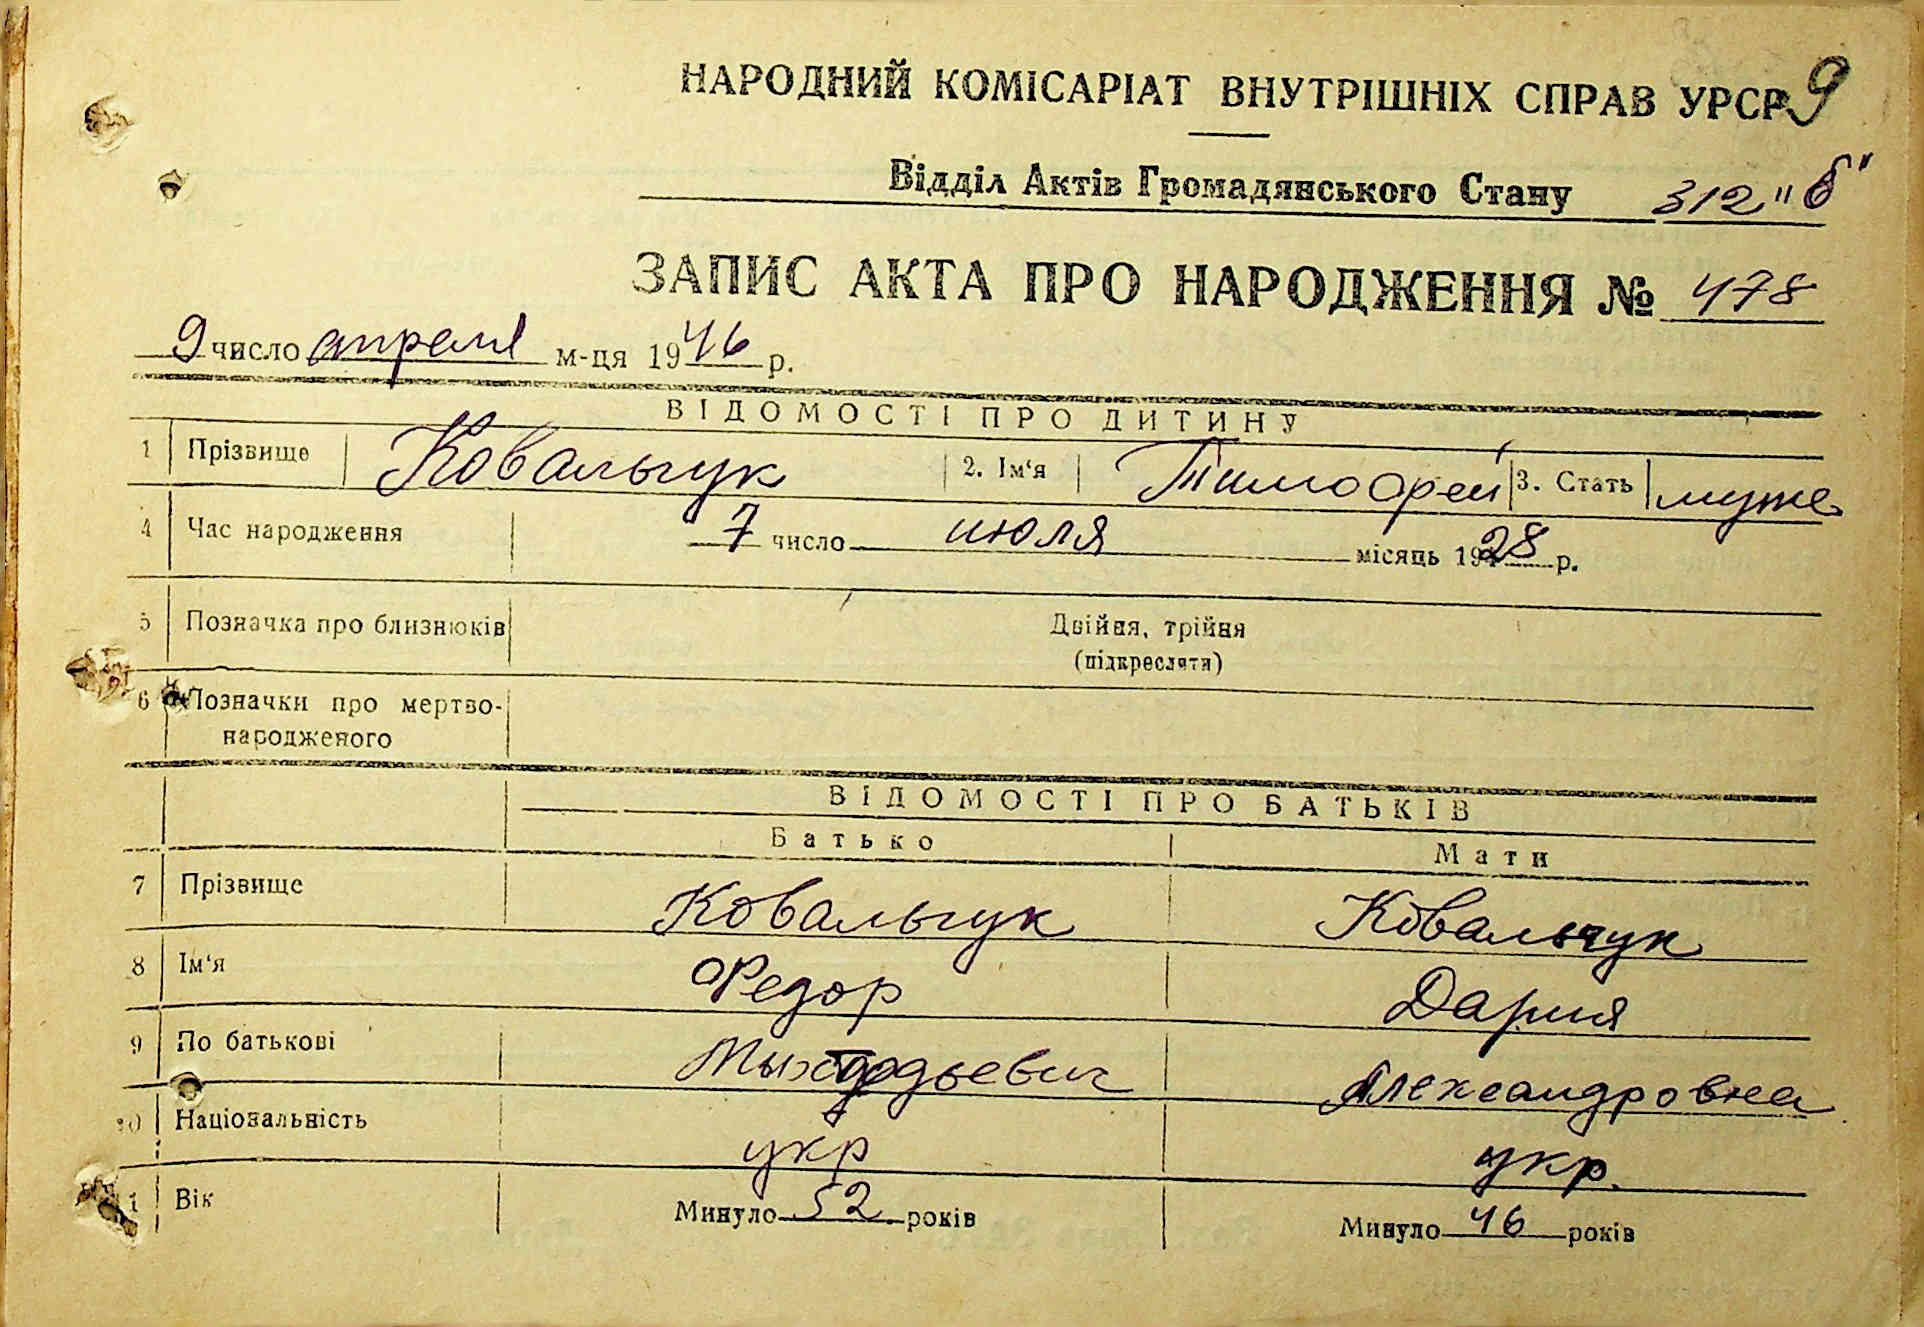 НАРОДНИЙ КОМІСАРІАТ ВНУТРІШНІХ СПРАВ УРСР 9
Відділ Актів Громадянського Стану 312 "б"
ЗАПИС АКТА ПРО НАРОДЖЕННЯ № 478
9 число апреля м-ця 1946 р.
ВІДОМОСТІ ПРО ДИТИНУ
1 Прізвище Ковальчук 2. Ім'я Тимофей 3. Стать муже
4 Час народження 7 число июля місяць 1928 р.
5 Позначка про близнюків Двійня, трійня
(підкресляти)
6 Позначки про мертво-
народженого
ВІДОМОСТІ ПРО БАТЬКІВ
Батько Мати
7 Прізвище Ковальчук Ковальчук
8 Ім'я Федор Дария
9 По батькові Александровна
10 Національність укр укр.
11 Вік Минуло 52 років Минуло 46 років